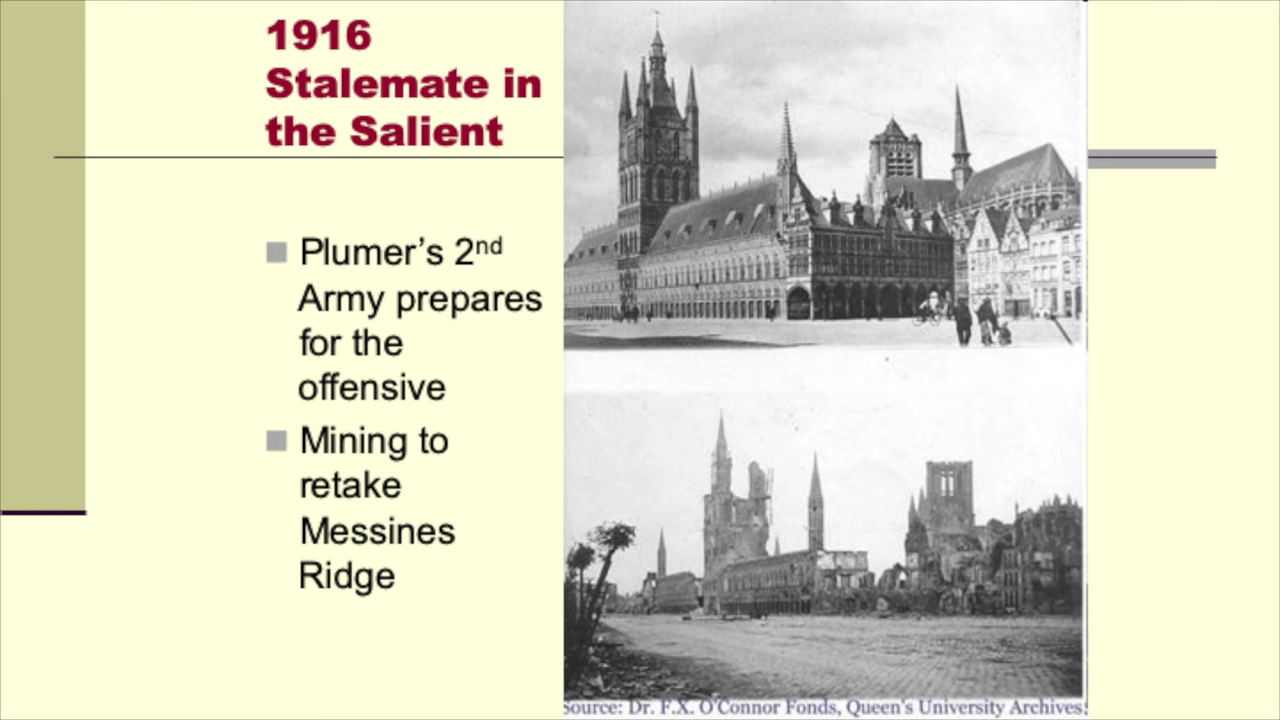 1916
Stalemate in
the Salient
Plumer’s 2nd
Army prepares
for the
offensive
Mining to
retake
Messines
Ridge
Source: Dr. F.X. O'Connor Fonds, Queen's University Archives